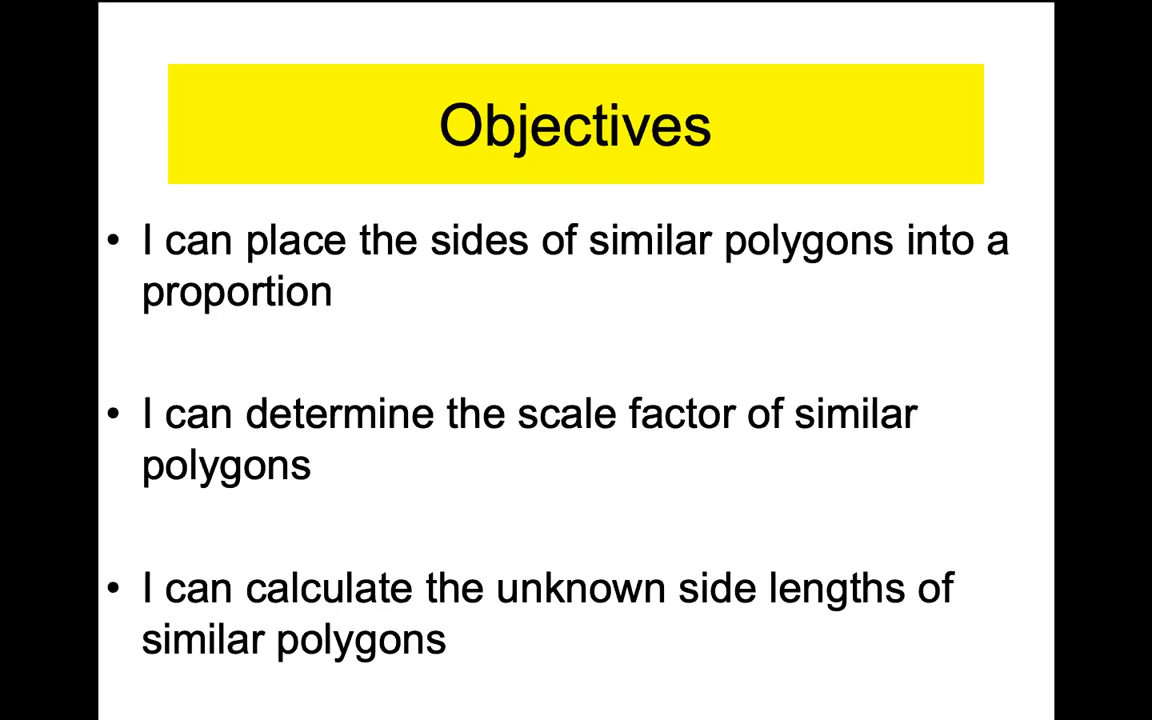 Objectives
• I can place the sides of similar polygons into a
proportion
• I can determine the scale factor of similar
polygons
• I can calculate the unknown side lengths of
similar polygons